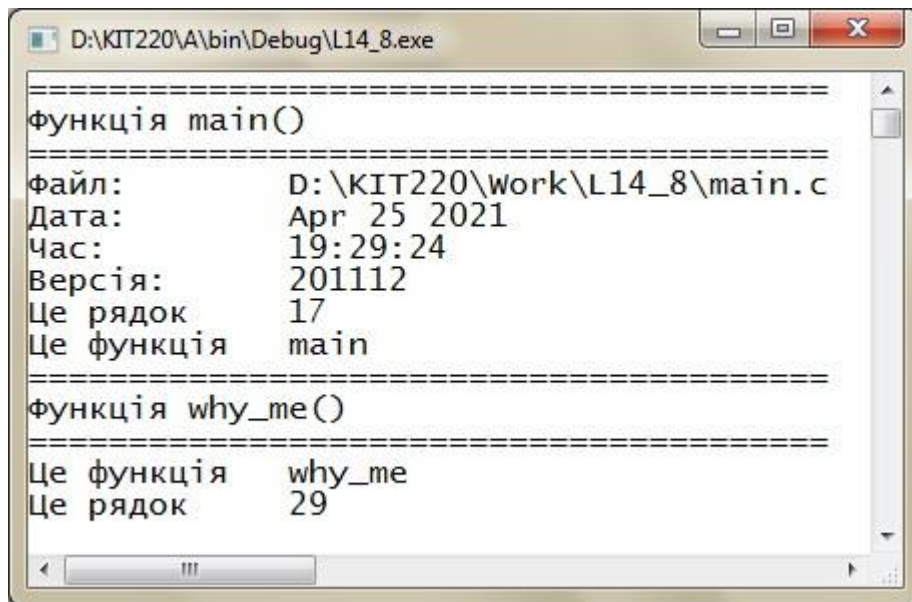 D:\KIT220\A\bin\Debug\L14_8.exe
========================================
Функція main()
========================================
Файл: D:\KIT220\Work\L14_8\main.c
Дата: Apr 25 2021
Час: 19:29:24
Версія: 201112
Це рядок 17
Це функція main
========================================
Функція why_me()
========================================
Це функція why_me
Це рядок 29